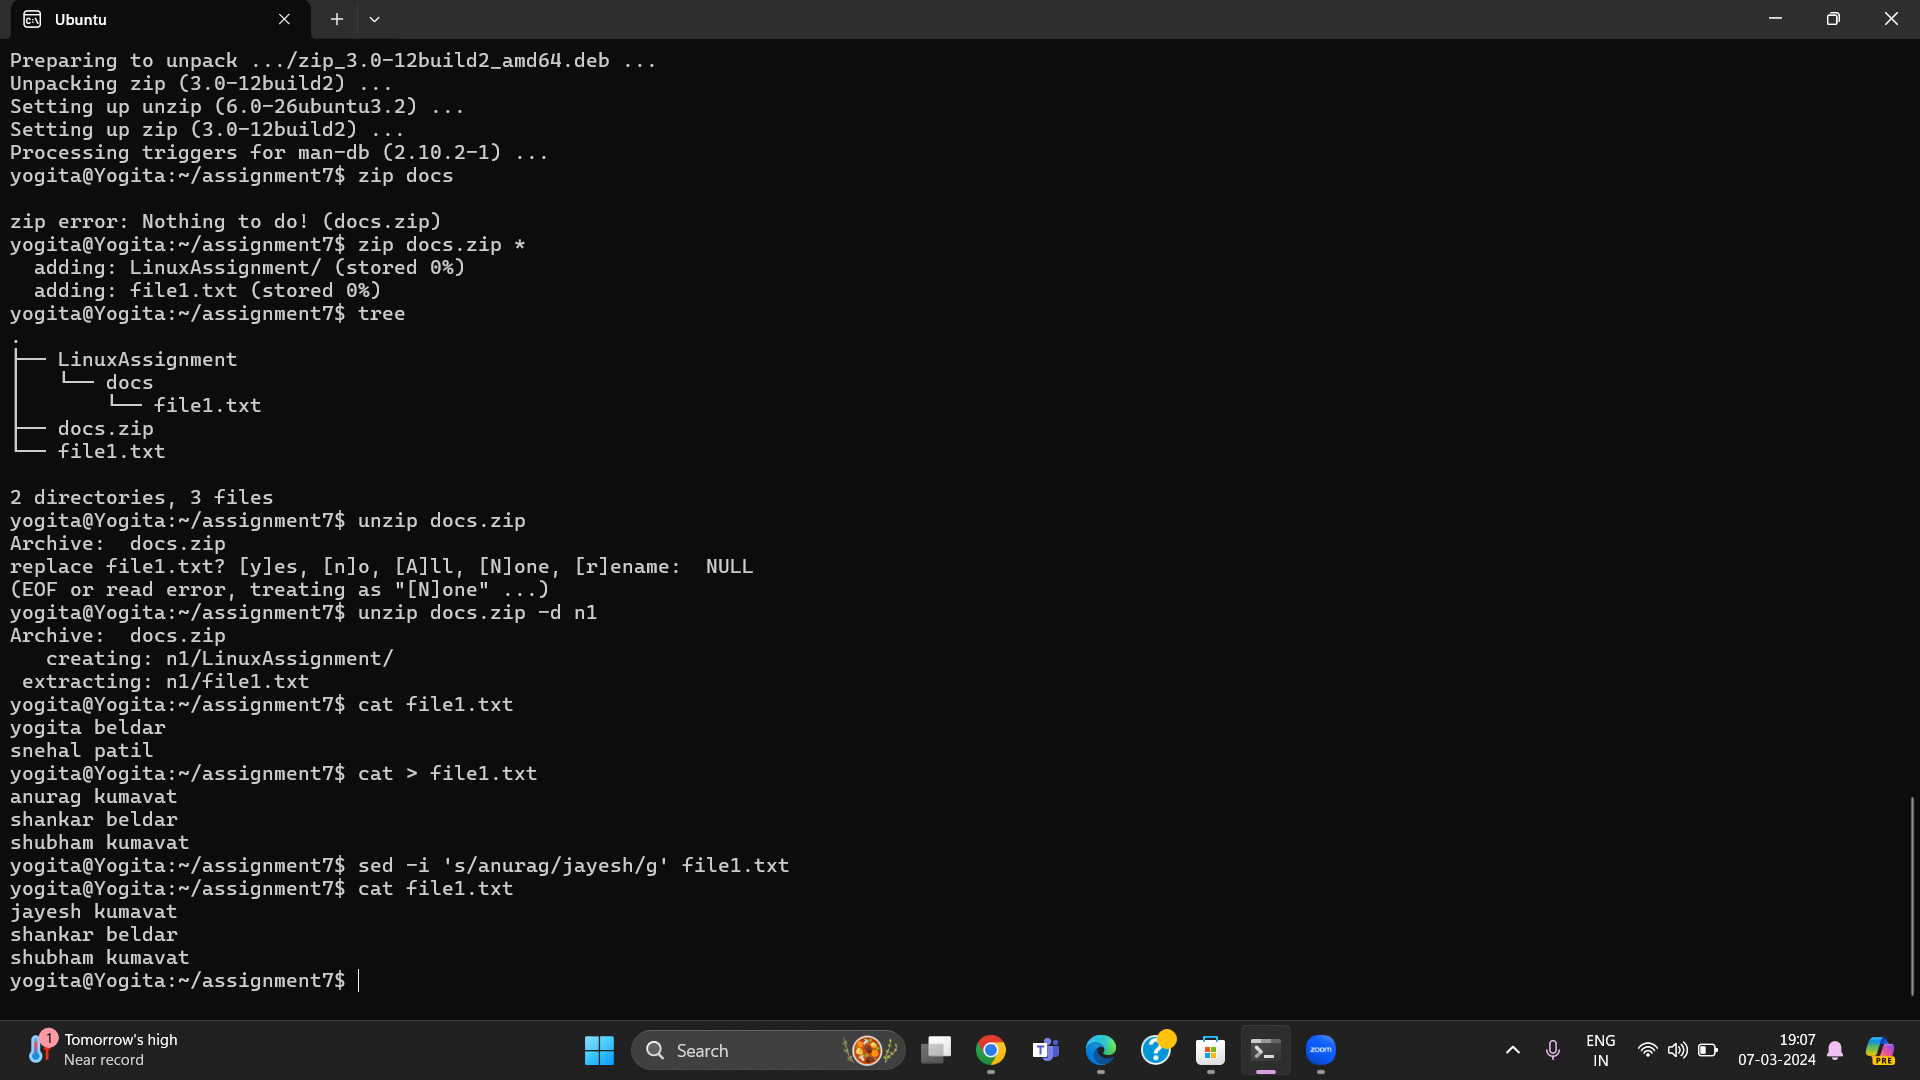 Ubuntu
Preparing to unpack .../zip_3.0-12build2_amd64.deb ...
Unpacking zip (3.0-12build2) ...
Setting up unzip (6.0-26ubuntu3.2) ...
Setting up zip (3.0-12build2) ...
Processing triggers for man-db (2.10.2-1) ...
yogita@Yogita:~/assignment7$ zip docs

zip error: Nothing to do! (docs.zip)
yogita@Yogita:~/assignment7$ zip docs.zip *
  adding: LinuxAssignment/ (stored 0%)
  adding: file1.txt (stored 0%)
yogita@Yogita:~/assignment7$ tree
.
├── LinuxAssignment
│   └── docs
│       └── file1.txt
├── docs.zip
└── file1.txt

2 directories, 3 files
yogita@Yogita:~/assignment7$ unzip docs.zip
Archive:  docs.zip
replace file1.txt? [y]es, [n]o, [A]ll, [N]one, [r]ename:  NULL
(EOF or read error, treating as "[N]one" ...)
yogita@Yogita:~/assignment7$ unzip docs.zip -d n1
Archive:  docs.zip
   creating: n1/LinuxAssignment/
 extracting: n1/file1.txt
yogita@Yogita:~/assignment7$ cat file1.txt
yogita beldar
snehal patil
yogita@Yogita:~/assignment7$ cat > file1.txt
anurag kumavat
shankar beldar
shubham kumavat
yogita@Yogita:~/assignment7$ sed -i 's/anurag/jayesh/g' file1.txt
yogita@Yogita:~/assignment7$ cat file1.txt
jayesh kumavat
shankar beldar
shubham kumavat
yogita@Yogita:~/assignment7$
1
Tomorrow's high
Near record
Search
T
zoom
ENG
IN
19:07
07-03-2024
PRE